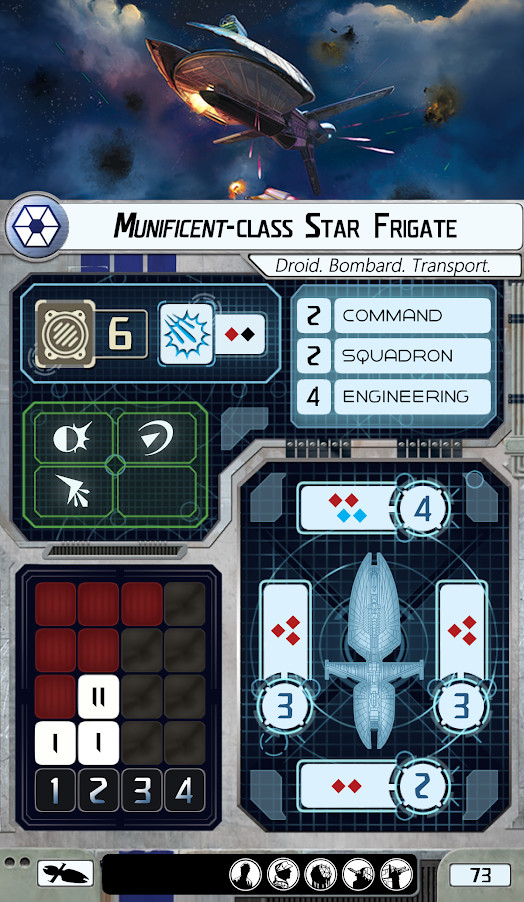 MUNIFICENT-CLASS STAR FRIGATE
Droid. Bombard. Transport.
6
2 COMMAND
2 SQUADRON
4 ENGINEERING
4
3 3
2
II
I I
1 2 3 4
73